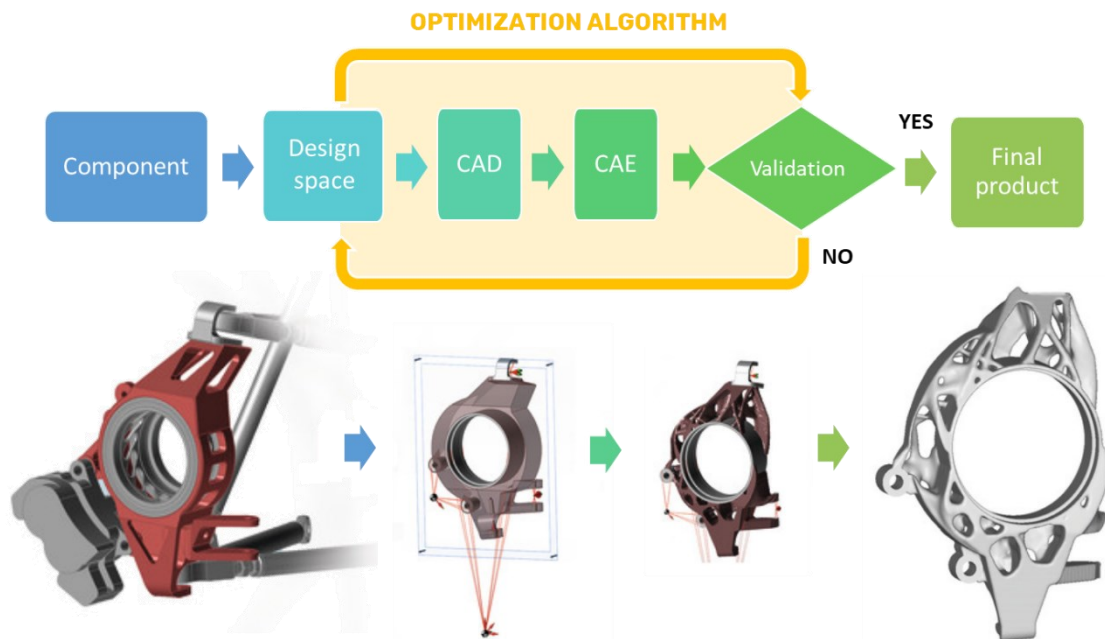 OPTIMIZATION ALGORITHM
Component
Design
space
CAD
CAE
Validation
YES
Final
product
NO